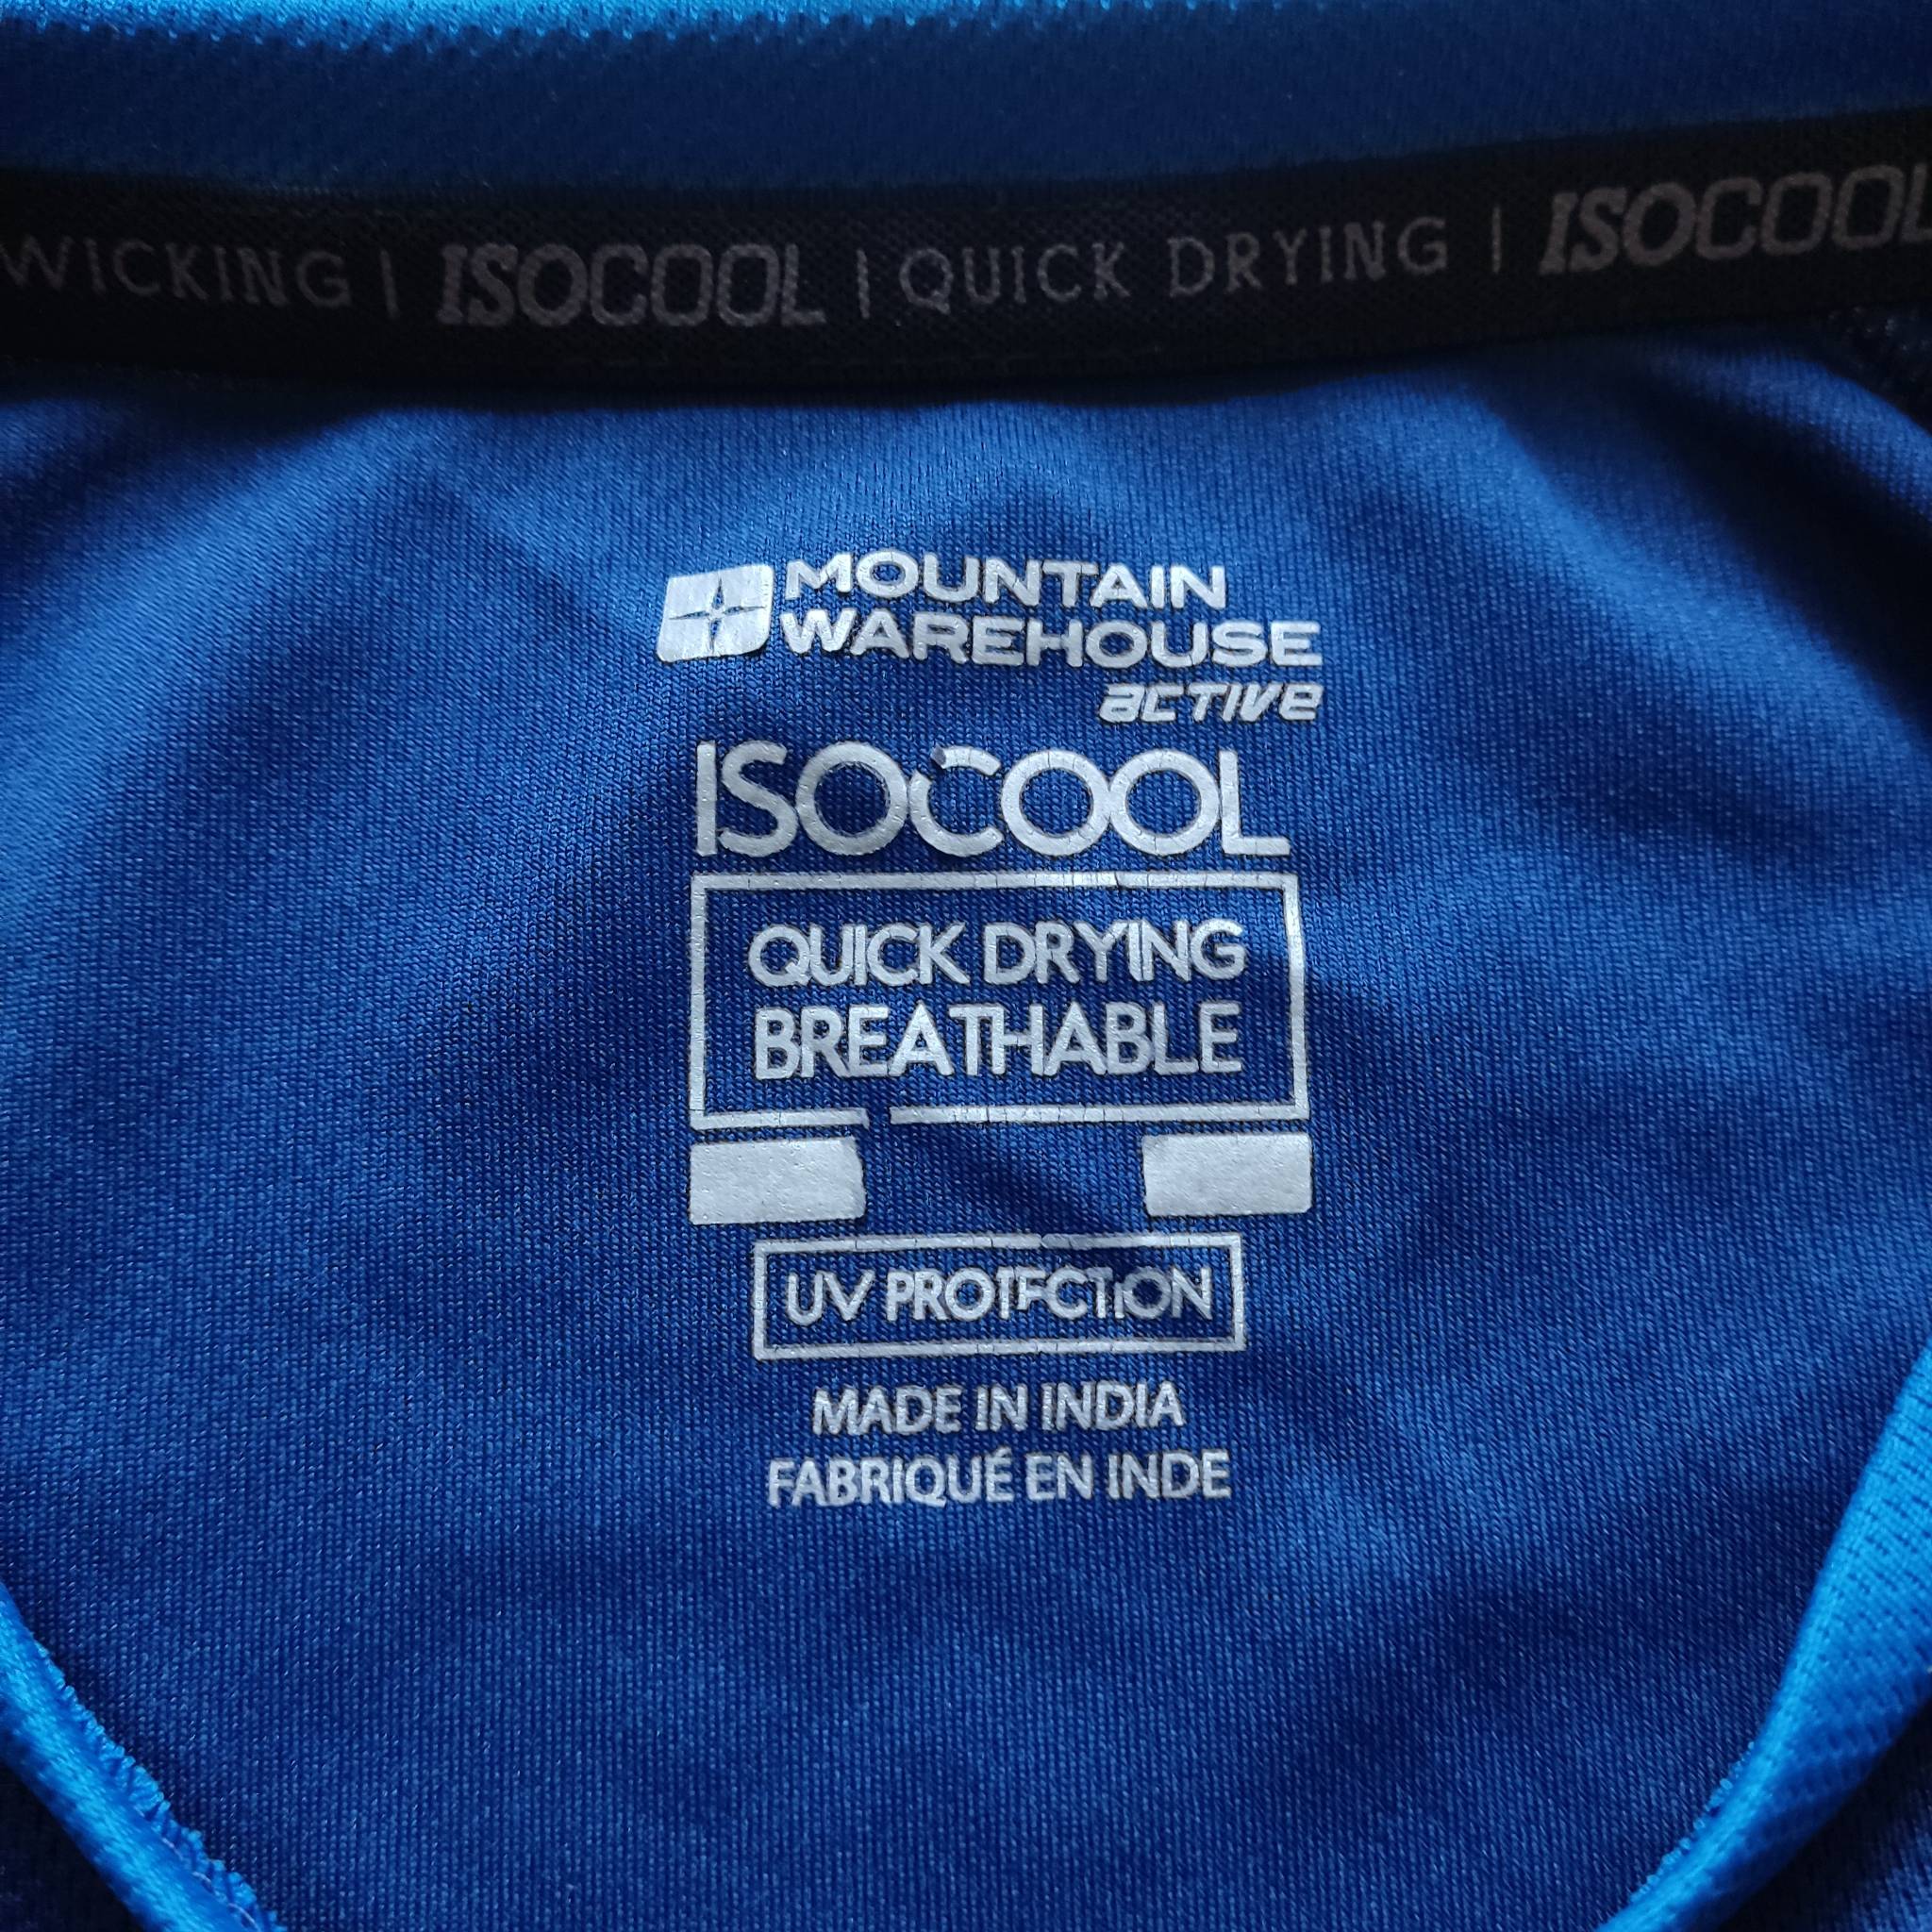 WICKING | ISOCOOL | QUICK DRYING | ISOCOOL
MOUNTAIN
WAREHOUSE
active
ISOCOOL
QUICK DRYING
BREATHABLE
UV PROTECTION
MADE IN INDIA
FABRIQUÉ EN INDE